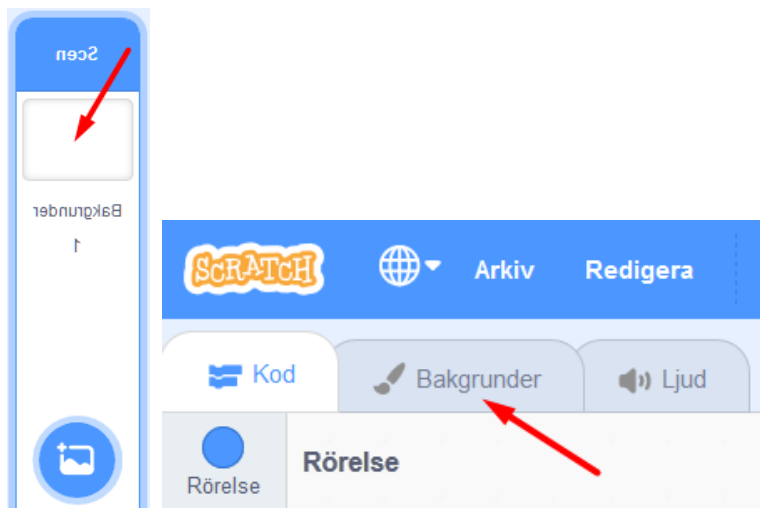 Scen
Bakgrunder
1
SCRATCH Arkiv Redigera
Kod Bakgrunder Ljud
Rörelse
Rörelse